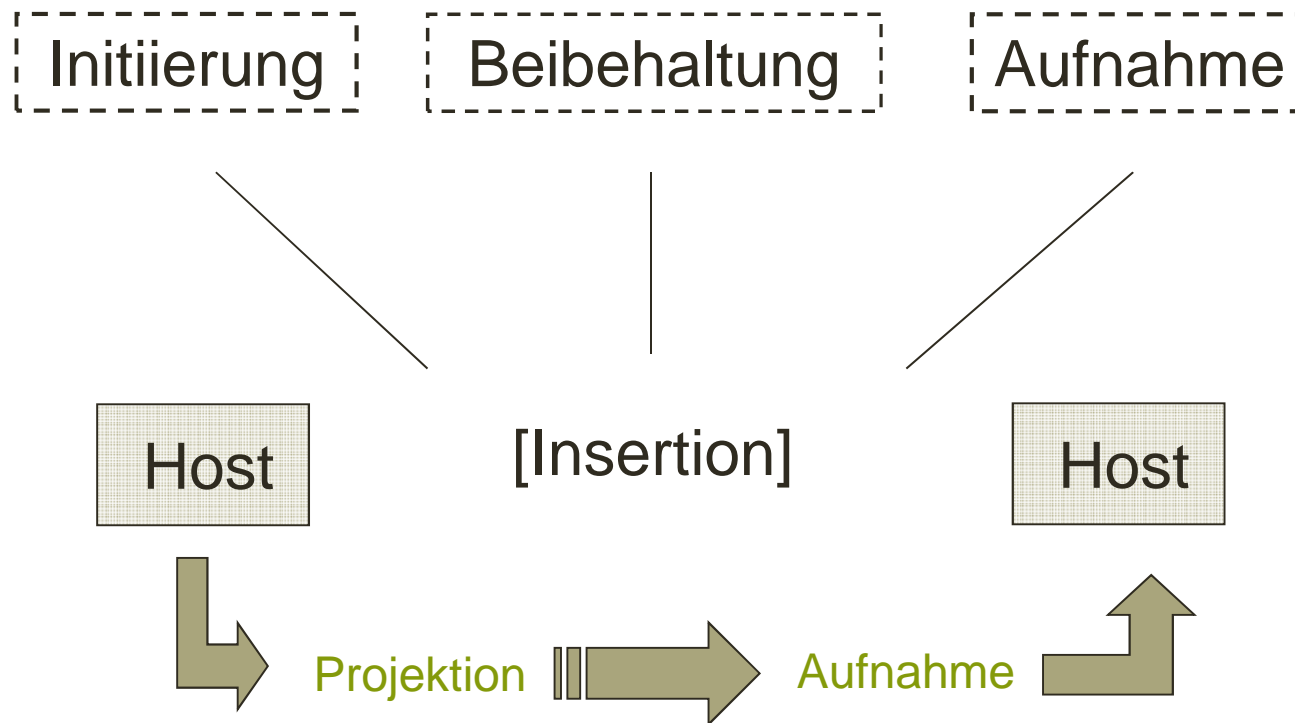 Initiierung
Beibehaltung
Aufnahme
Host
[Insertion]
Host
Projektion
Aufnahme